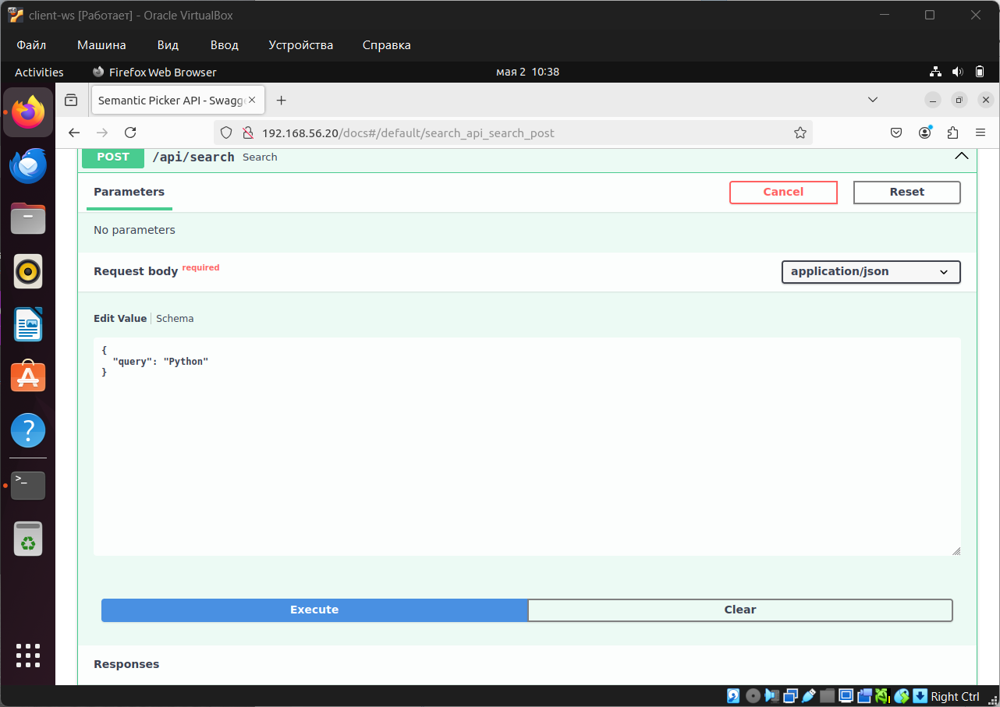 client-ws [Работает] - Oracle VirtualBox
Файл Машина Вид Ввод Устройства Справка
Activities Firefox Web Browser мая 2 10:38
Semantic Picker API - Swagg
192.168.56.20/docs#/default/search_api_search_post
POST /api/search Search
Parameters Cancel Reset
No parameters
Request body required application/json
Edit Value Schema
{
"query": "Python"
}
Execute Clear
Responses
Right Ctrl